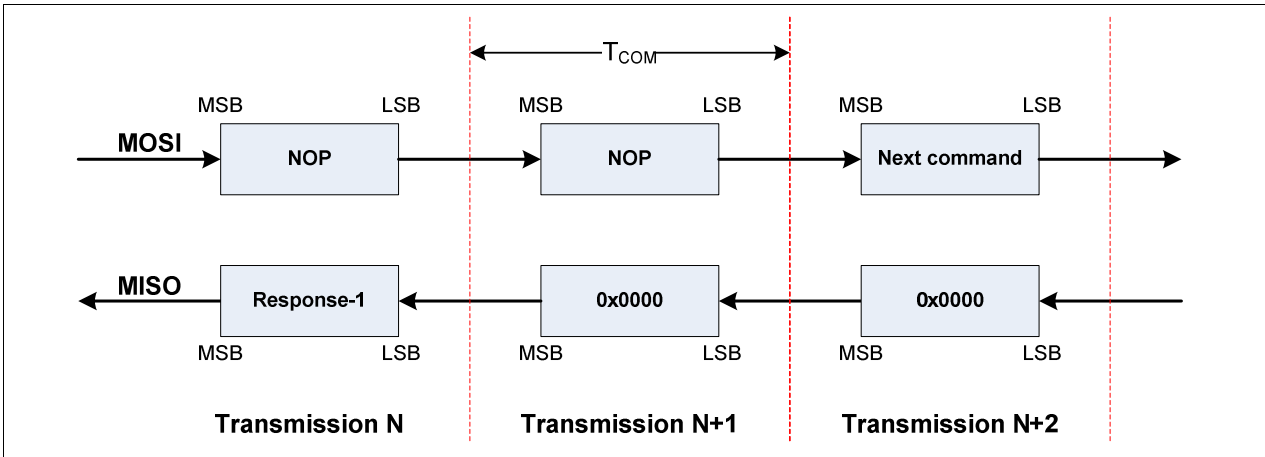 TCOM
MSB LSB MSB LSB MSB LSB
MOSI NOP NOP Next command
MISO Response-1 0x0000 0x0000
MSB LSB MSB LSB MSB LSB
Transmission N Transmission N+1 Transmission N+2